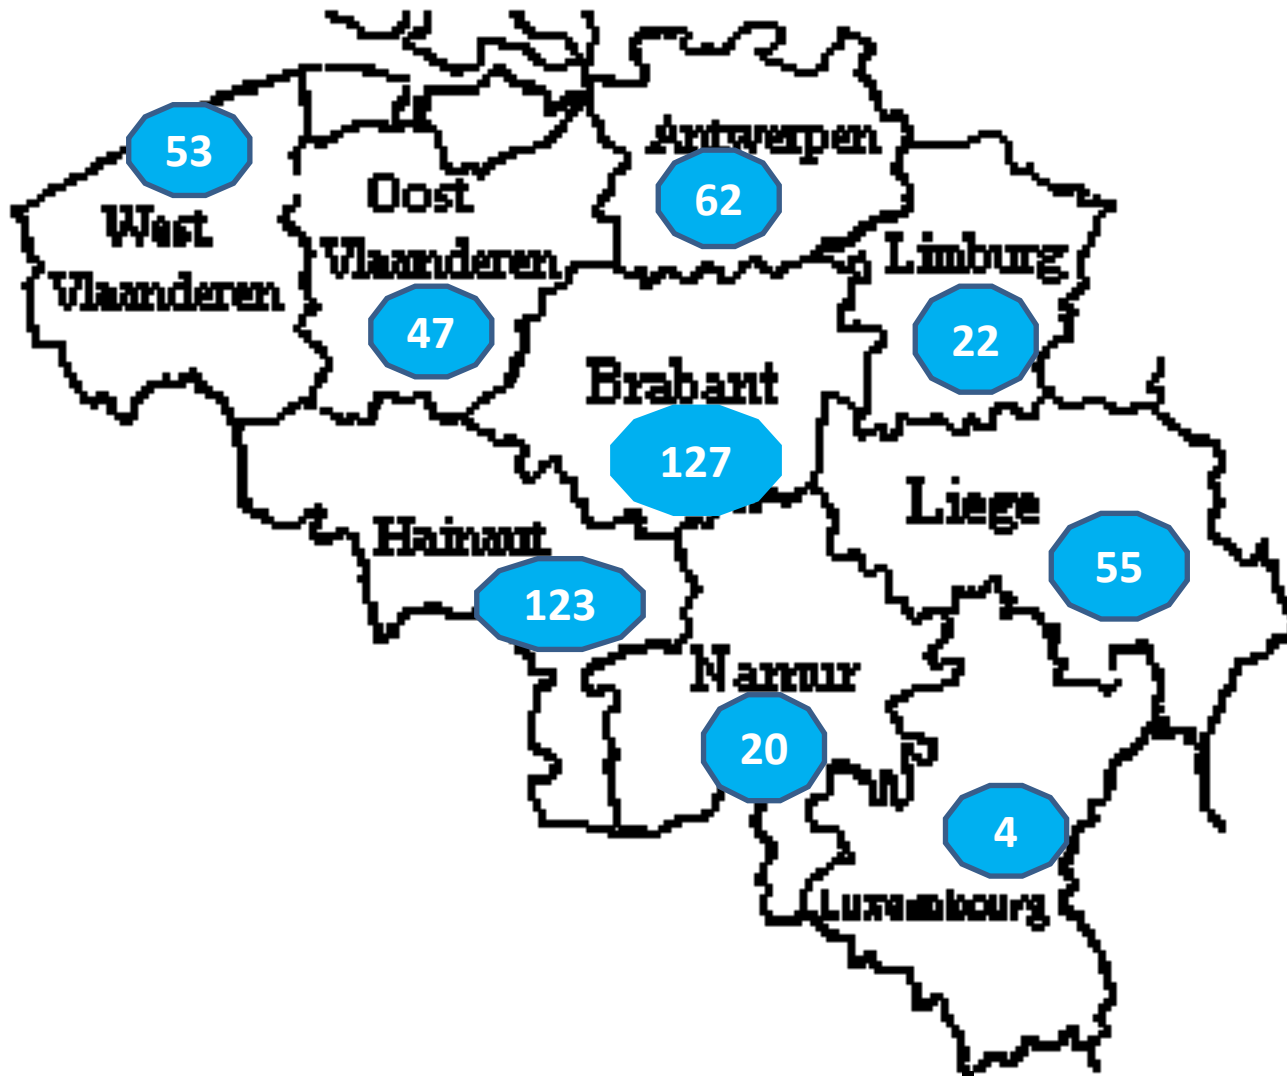 53
West
Vlaanderen
Oost
Vlaanderen
47
Antwerpen
62
Limburg
22
Brabant
127
Hainaut
123
Liege
55
Namur
20
4
Luxembourg